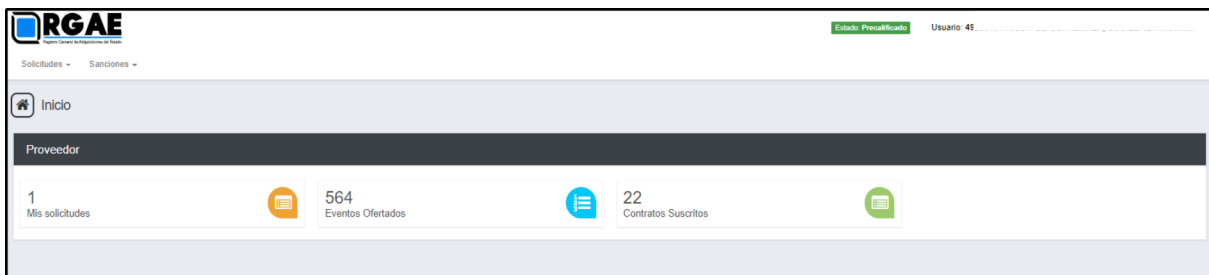 RGAE
Registro General de Adquisiciones del Estado
Estado: Precalificado
Usuario: 49
Solicitudes
Sanciones
Inicio
Proveedor
1
Mis solicitudes
564
Eventos Ofertados
22
Contratos Suscritos